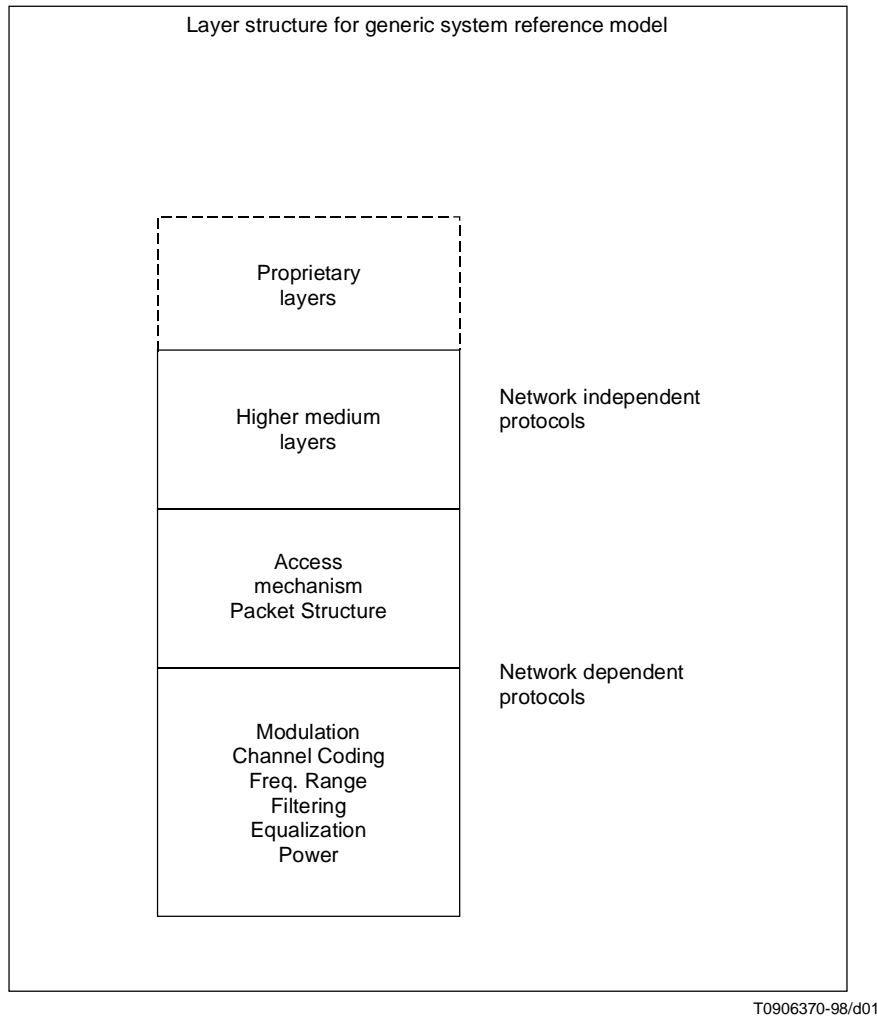 Layer structure for generic system reference model
Proprietary
layers
Higher medium
layers
Network independent
protocols
Access
mechanism
Packet Structure
Network dependent
protocols
Modulation
Channel Coding
Freq. Range
Filtering
Equalization
Power
T0906370-98/d01